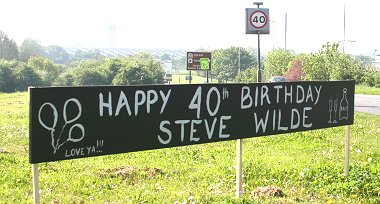 40
HAPPY 40th BIRTHDAY
STEVE WILDE
LOVE YA!!!